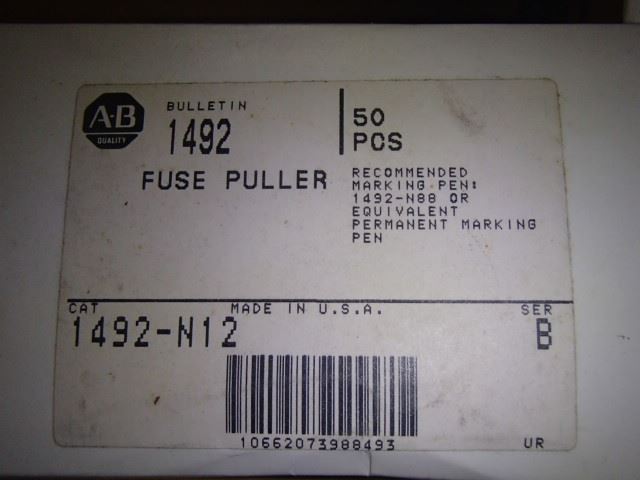 A-B
QUALITY
BULLETIN
1492
FUSE PULLER
50
PCS
RECOMMENDED
MARKING PEN:
1492-N88 OR
EQUIVALENT
PERMANENT MARKING
PEN
CAT
MADE IN U.S.A.
SER
1492-N12
B
10662073988493
UR